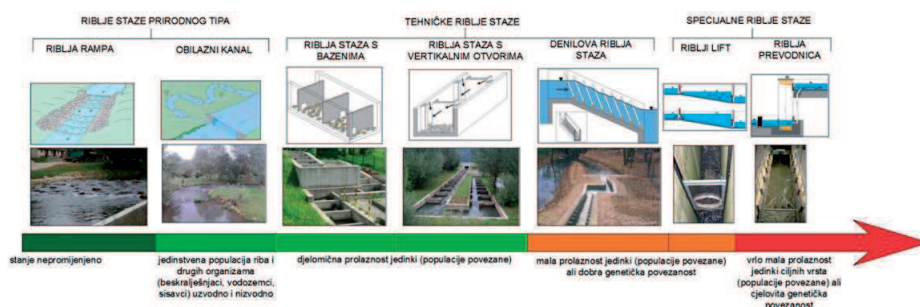 RIBLJE STAZE PRIRODNOG TIPA
TEHNIČKE RIBLJE STAZE
SPECIJALNE RIBLJE STAZE
RIBLJA RAMPA
OBILAZNI KANAL
RIBLJA STAZA S
BAZENIMA
RIBLJA STAZA S
VERTIKALNIM OTVORIMA
DENILOVA RIBLJA
STAZA
RIBLJI LIFT
RIBLJA
PREVODNICA
stanje nepromijenjeno
jedinstvena populacija riba i
drugih organizama
(beskralješnjaci, vodozemci,
sisavci) uzvodno i nizvodno
djelomična prolaznost jedinki (populacije povezane)
mala prolaznost jedinki (populacije povezane)
ali dobra genetička povezanost
vrlo mala prolaznost
jedinki ciljnih vrsta
(populacije povezane) ali
cjelovita genetička
povezanost